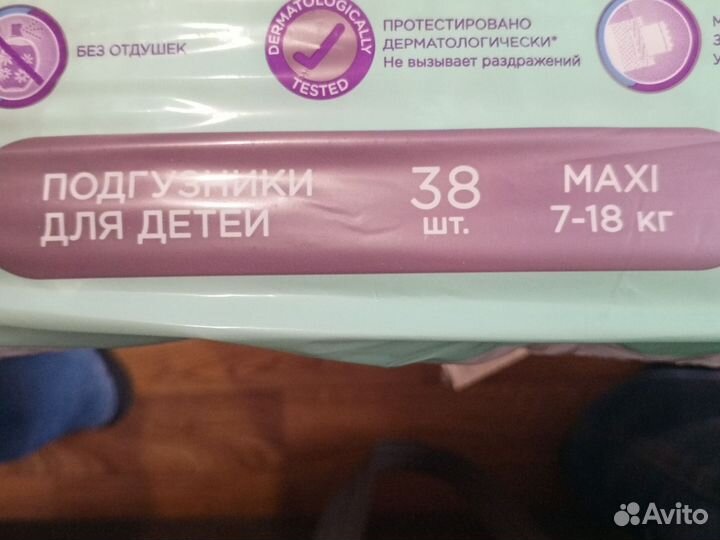 БЕЗ ОТДУШЕК
DERMATOLOGICALLY
TESTED
ПРОТЕСТИРОВАНО
ДЕРМАТОЛОГИЧЕСКИ*
Не вызывает раздражений
ПОДГУЗНИКИ
ДЛЯ ДЕТЕЙ
38
шт.
MAXI
7-18 кг
Avito